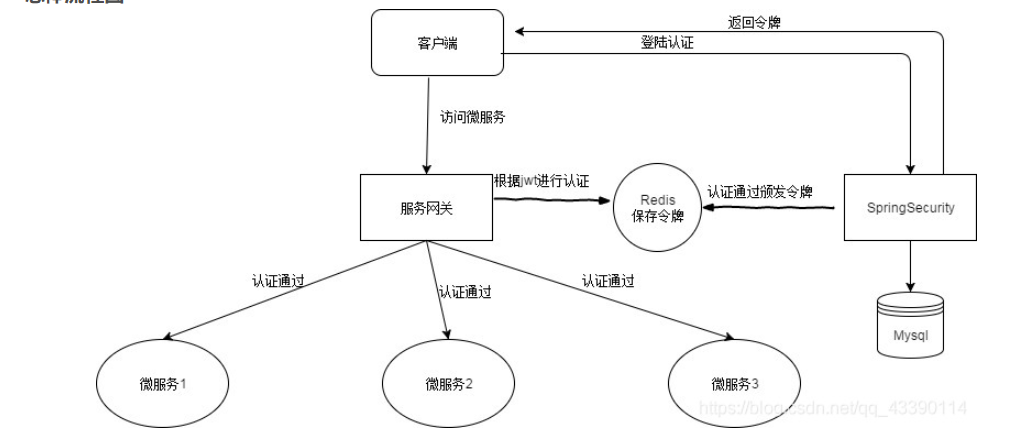 返回令牌
登陆认证
客户端
访问微服务
根据jwt进行认证
Redis
保存令牌
认证通过颁发令牌
服务网关
SpringSecurity
认证通过
认证通过
认证通过
Mysql
微服务1
微服务2
微服务3
https://blog.csdn.net/qq_43390114